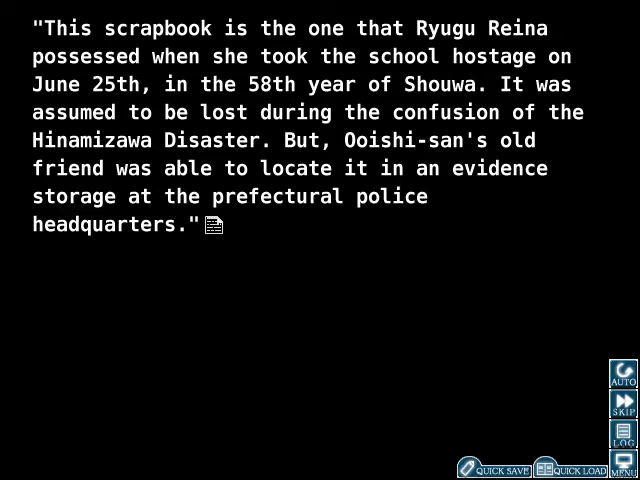 "This scrapbook is the one that Ryugu Reina
possessed when she took the school hostage on
June 25th, in the 58th year of Shouwa. It was
assumed to be lost during the confusion of the
Hinamizawa Disaster. But, Ooishi-san's old
friend was able to locate it in an evidence
storage at the prefectural police
headquarters."
AUTO
SKIP
LOG
QUICK SAVE
QUICK LOAD
MENU